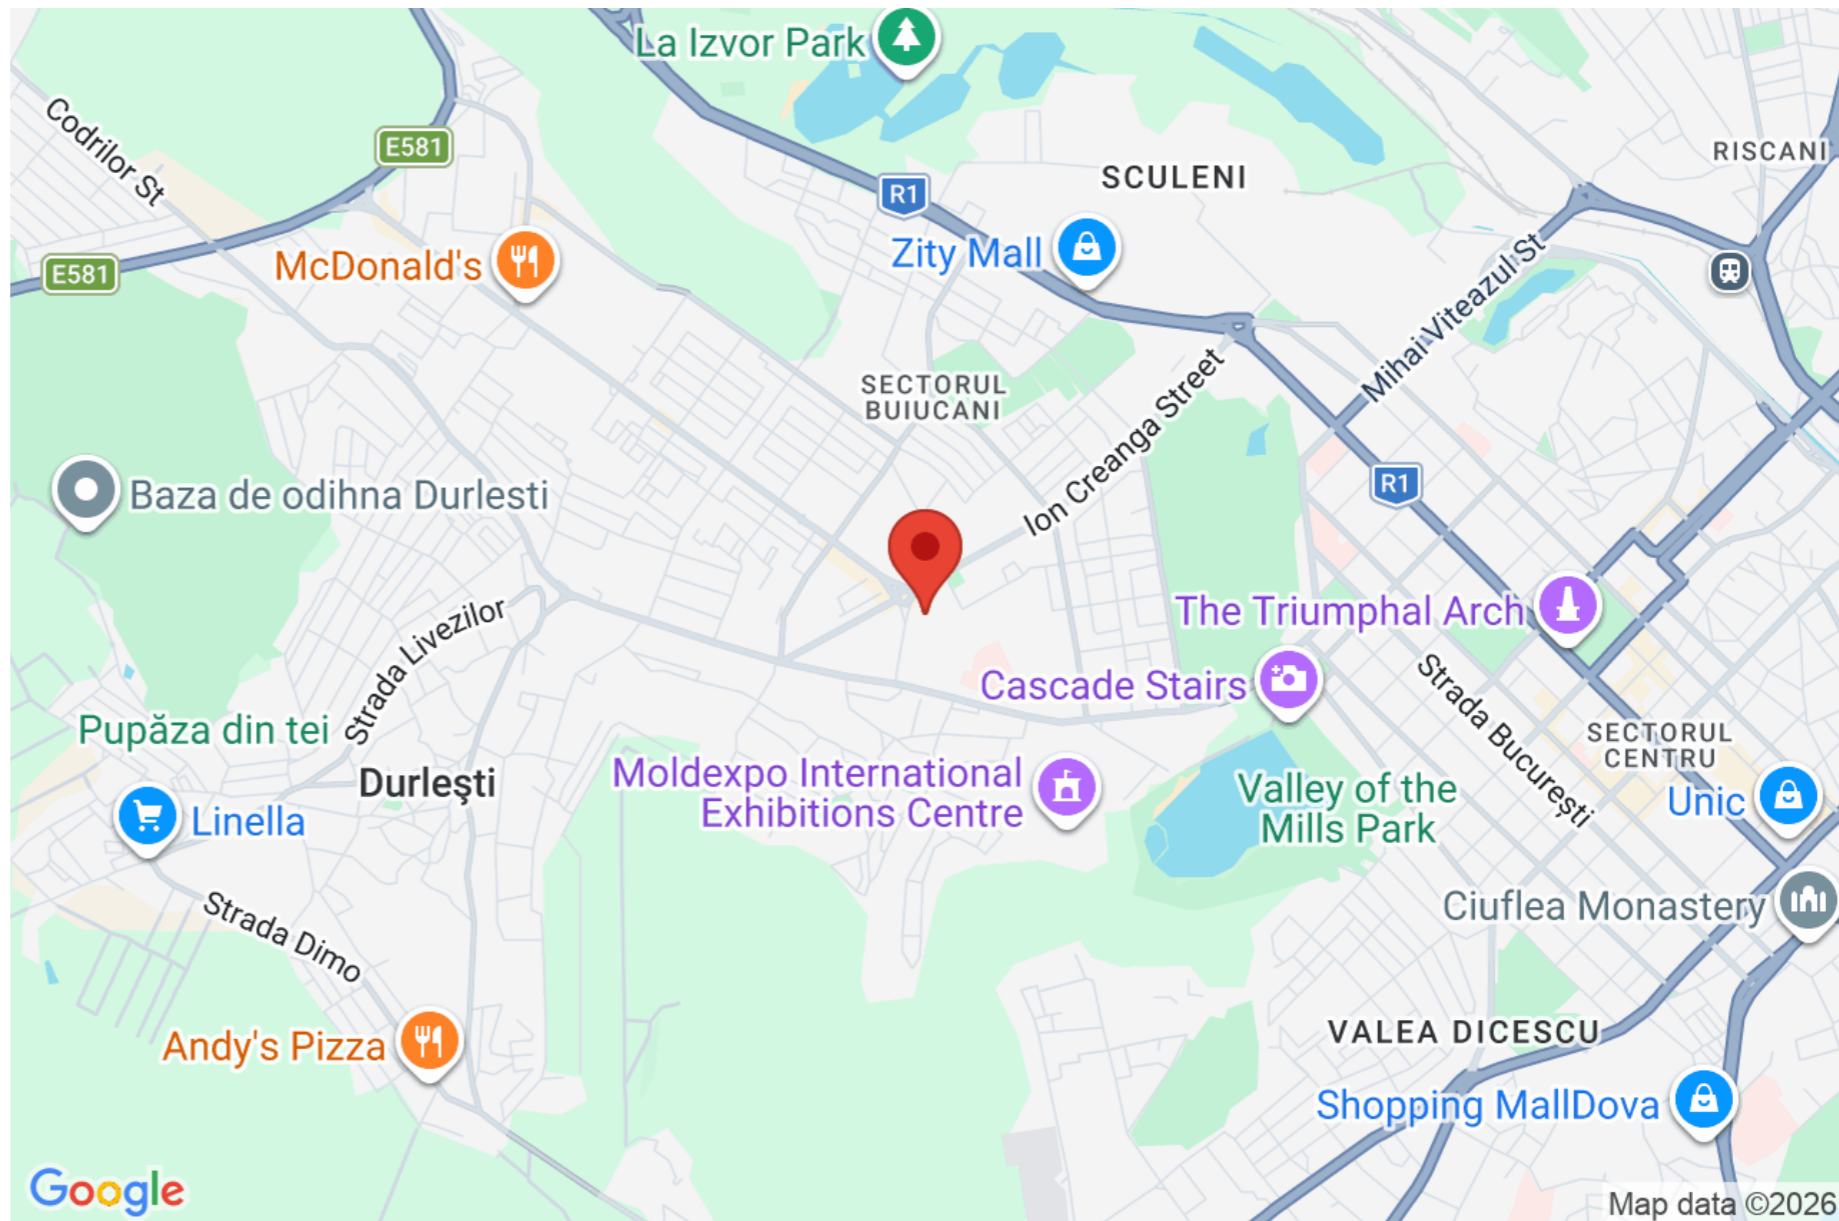 La Izvor Park
Codrilor St
E581
RISCANI
SCULENI
R1
Zity Mall
McDonald's
E581
Mihai Viteazul St
SECTORUL
BUIUCANI
Ion Creanga Street
R1
Baza de odihna Durlesti
The Triumphal Arch
Strada Livezilor
Cascade Stairs
Strada București
Pupăza din tei
SECTORUL
CENTRU
Durleşti
Moldexpo International
Exhibitions Centre
Valley of the
Mills Park
Unic
Linella
Ciuflea Monastery
Strada Dimo
VALEA DICESCU
Andy's Pizza
Shopping MallDova
Google
Map data ©2026